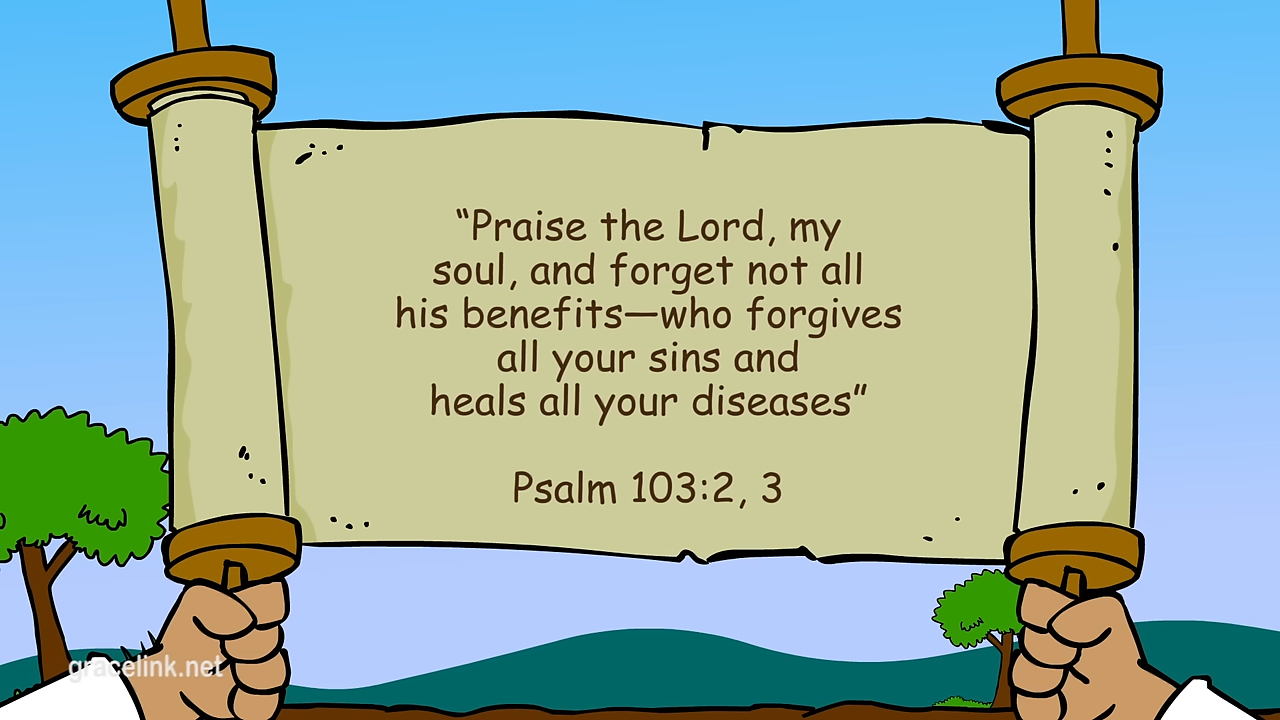 “Praise the Lord, my
soul, and forget not all
his benefits—who forgives
all your sins and
heals all your diseases”
Psalm 103:2, 3
gracelink.net